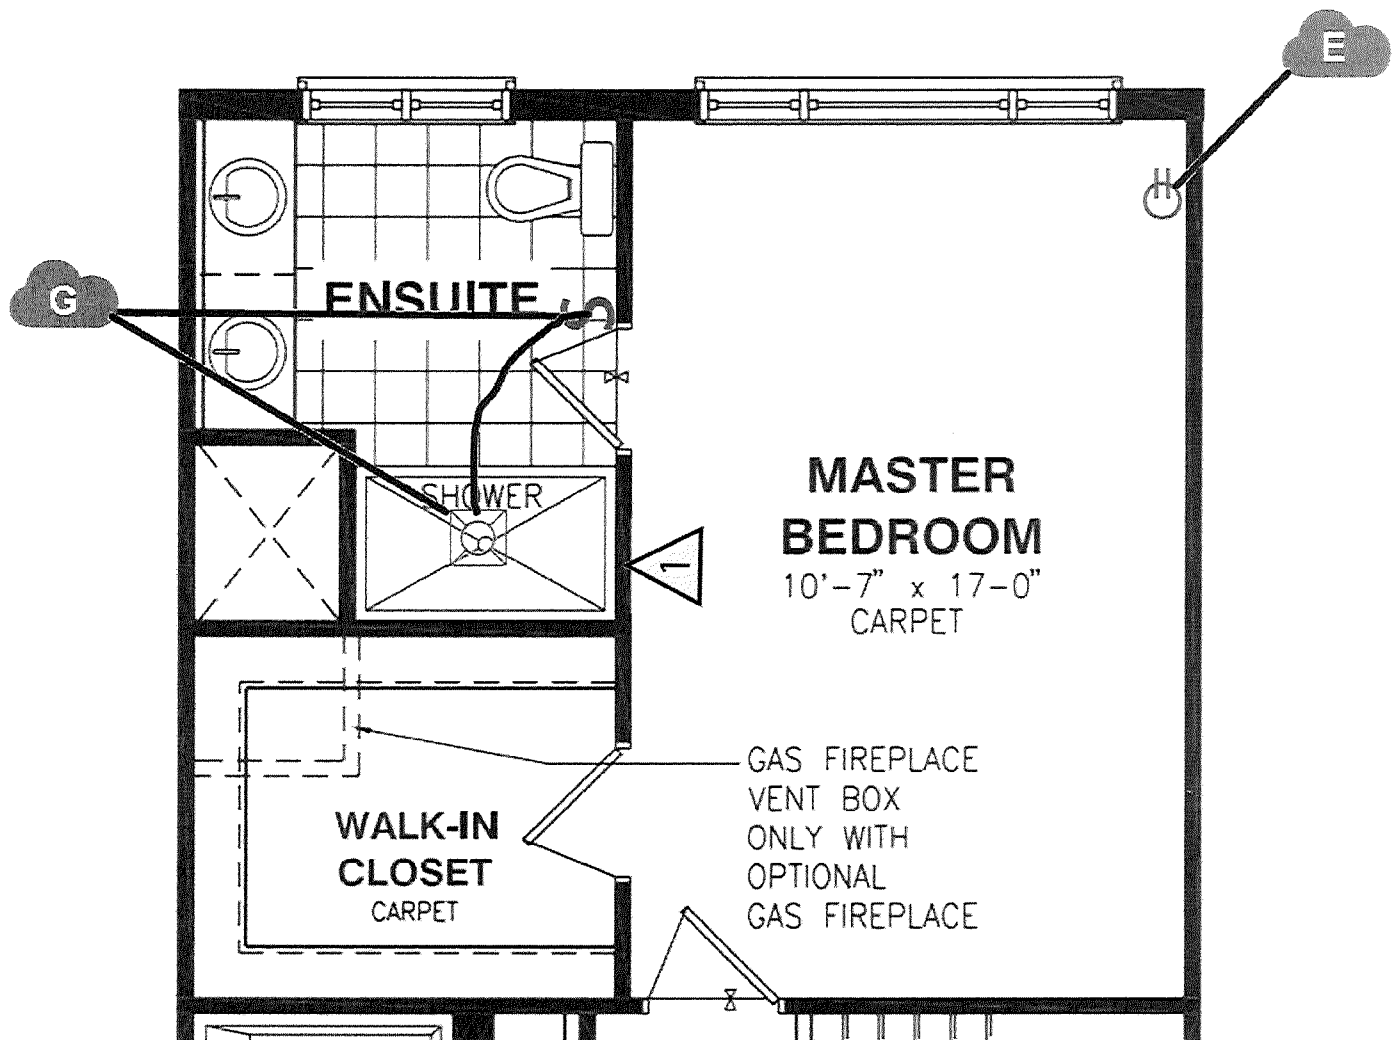 E
G
ENSUITE
SHOWER
1
MASTER
BEDROOM
10'-7" x 17-0"
CARPET
GAS FIREPLACE
VENT BOX
ONLY WITH
OPTIONAL
GAS FIREPLACE
WALK-IN
CLOSET
CARPET